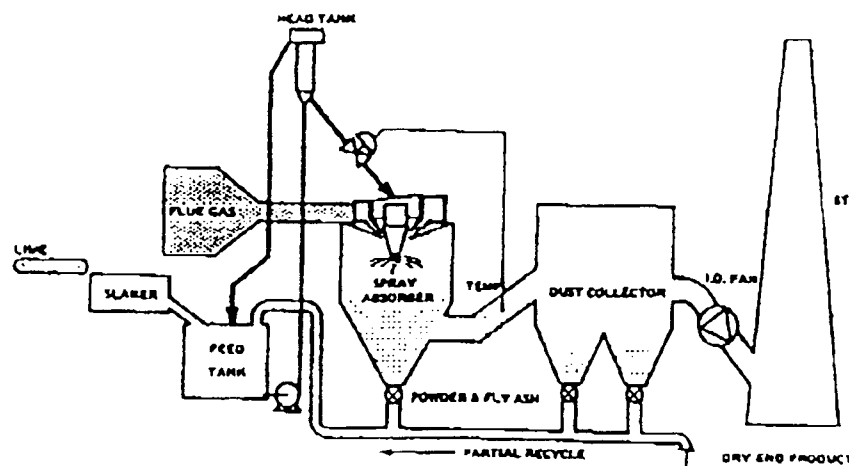 HEAD TANK
FLUE GAS
LIME
SLAKER
FEED
TANK
SPRAY
ABSORBER
TEMP
DUST COLLECTOR
I.D. FAN
ST
POWDER & FLY ASH
PARTIAL RECYCLE
DRY END PRODUCT